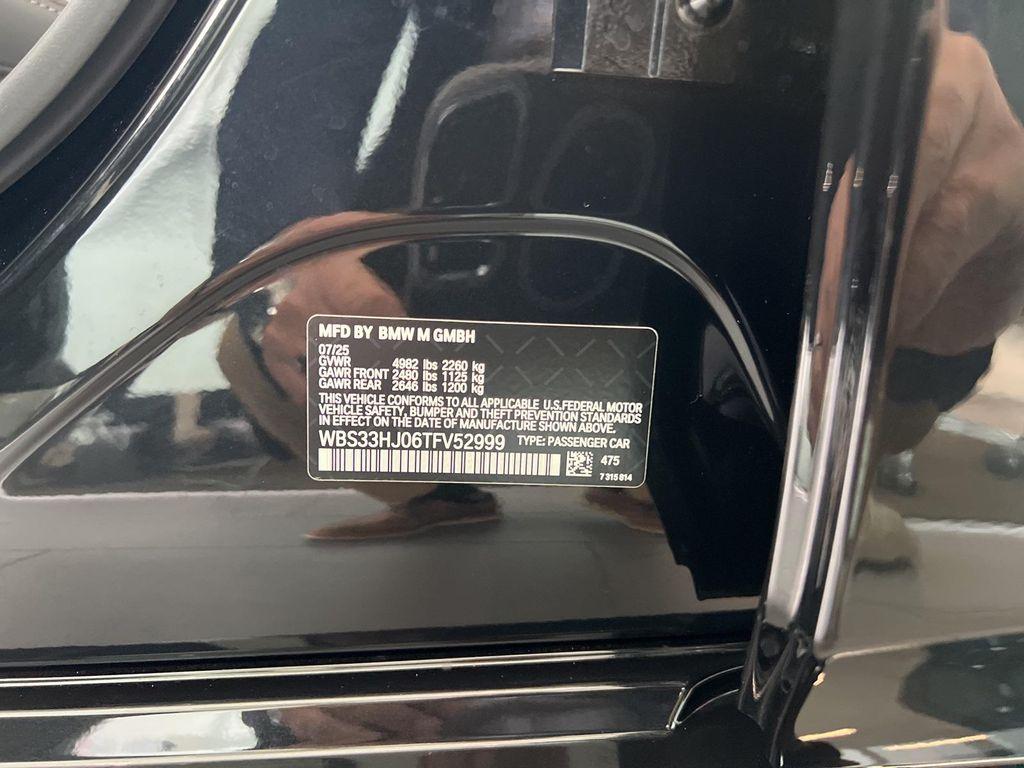 MFD BY BMW M GMBH
07/25
GVWR 4982 lbs 2260 kg
GAWR FRONT 2480 lbs 1125 kg
GAWR REAR 2646 lbs 1200 kg
THIS VEHICLE CONFORMS TO ALL APPLICABLE U.S.FEDERAL MOTOR
VEHICLE SAFETY, BUMPER AND THEFT PREVENTION STANDARDS
IN EFFECT ON THE DATE OF MANUFACTURE SHOWN ABOVE.
WBS33HJ06TFV52999 TYPE: PASSENGER CAR
475
7 315 814